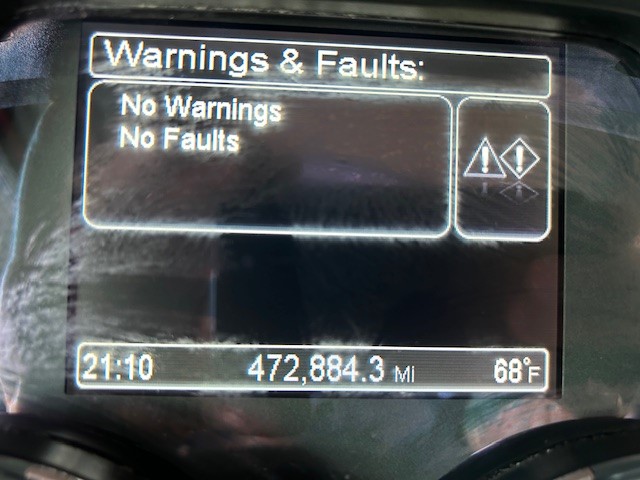 Warnings & Faults:
No Warnings
No Faults
21:10 472,884.3 Mi 68°F